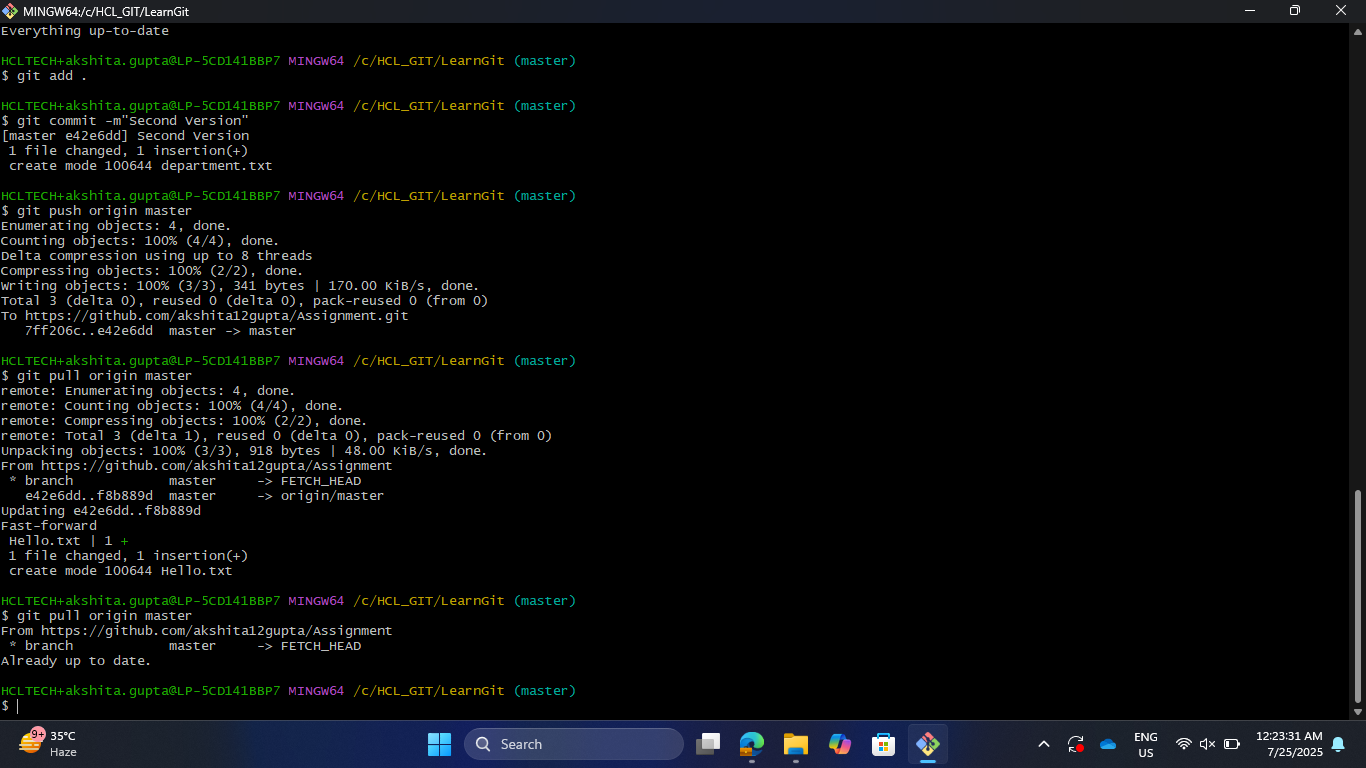 MINGW64:/c/HCL_GIT/LearnGit
Everything up-to-date
HCLTECH+akshita.gupta@LP-5CD141BBP7 MINGW64 /c/HCL_GIT/LearnGit (master)
$ git add .
HCLTECH+akshita.gupta@LP-5CD141BBP7 MINGW64 /c/HCL_GIT/LearnGit (master)
$ git commit -m"Second Version"
[master e42e6dd] Second Version
 1 file changed, 1 insertion(+)
 create mode 100644 department.txt
HCLTECH+akshita.gupta@LP-5CD141BBP7 MINGW64 /c/HCL_GIT/LearnGit (master)
$ git push origin master
Enumerating objects: 4, done.
Counting objects: 100% (4/4), done.
Delta compression using up to 8 threads
Compressing objects: 100% (2/2), done.
Writing objects: 100% (3/3), 341 bytes | 170.00 KiB/s, done.
Total 3 (delta 0), reused 0 (delta 0), pack-reused 0 (from 0)
To https://github.com/akshita12gupta/Assignment.git
   7ff206c..e42e6dd  master -> master
HCLTECH+akshita.gupta@LP-5CD141BBP7 MINGW64 /c/HCL_GIT/LearnGit (master)
$ git pull origin master
remote: Enumerating objects: 4, done.
remote: Counting objects: 100% (4/4), done.
remote: Compressing objects: 100% (2/2), done.
remote: Total 3 (delta 1), reused 0 (delta 0), pack-reused 0 (from 0)
Unpacking objects: 100% (3/3), 918 bytes | 48.00 KiB/s, done.
From https://github.com/akshita12gupta/Assignment
 * branch            master     -> FETCH_HEAD
   e42e6dd..f8b889d  master     -> origin/master
Updating e42e6dd..f8b889d
Fast-forward
 Hello.txt | 1 +
 1 file changed, 1 insertion(+)
 create mode 100644 Hello.txt
HCLTECH+akshita.gupta@LP-5CD141BBP7 MINGW64 /c/HCL_GIT/LearnGit (master)
$ git pull origin master
From https://github.com/akshita12gupta/Assignment
 * branch            master     -> FETCH_HEAD
Already up to date.
HCLTECH+akshita.gupta@LP-5CD141BBP7 MINGW64 /c/HCL_GIT/LearnGit (master)
$
9+
35°C
Haze
Search
ENG
US
12:23:31 AM
7/25/2025